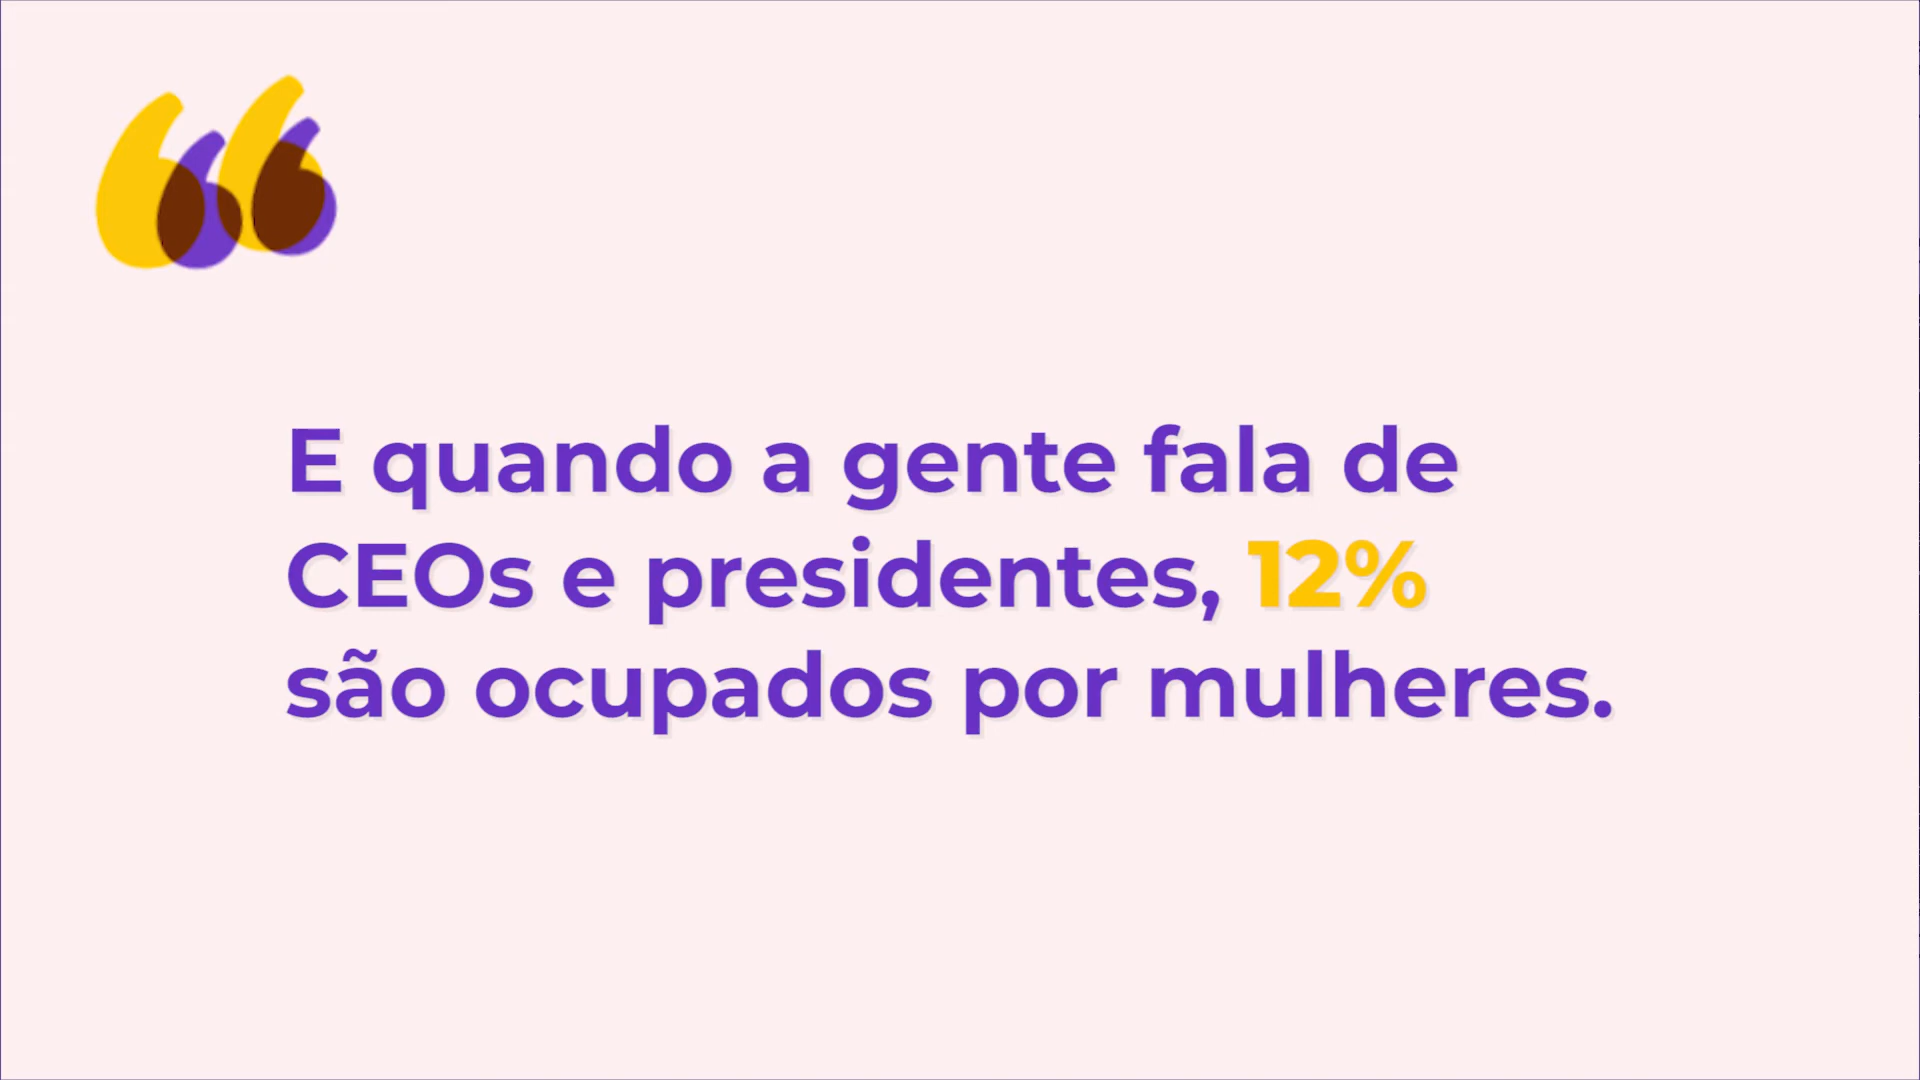 E quando a gente fala de
CEOs e presidentes, 12%
são ocupados por mulheres.